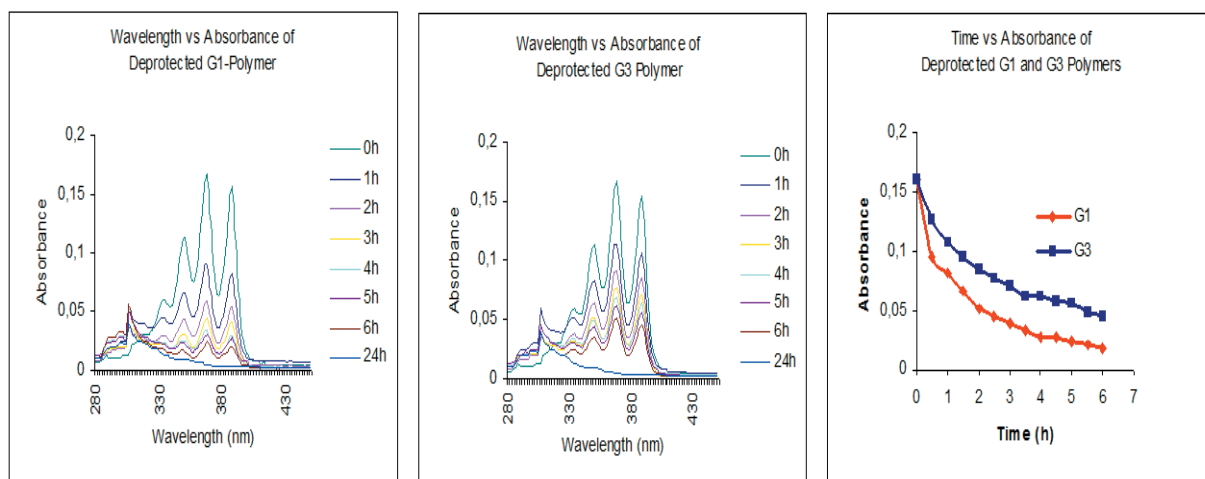 Wavelength vs Absorbance of
Deprotected G1-Polymer
0,2
0,15
0,1
0,05
0
Absorbance
280
330
380
430
Wavelength (nm)
0h
1h
2h
3h
4h
5h
6h
24h
Wavelength vs Absorbance of
Deprotected G3 Polymer
0,2
0,15
0,1
0,05
0
Absorbance
280
330
380
430
Wavelength (nm)
0h
1h
2h
3h
4h
5h
6h
24h
Time vs Absorbance of
Deprotected G1 and G3 Polymers
0,2
0,15
0,1
0,05
0
Absorbance
0 1 2 3 4 5 6 7
Time (h)
G1
G3